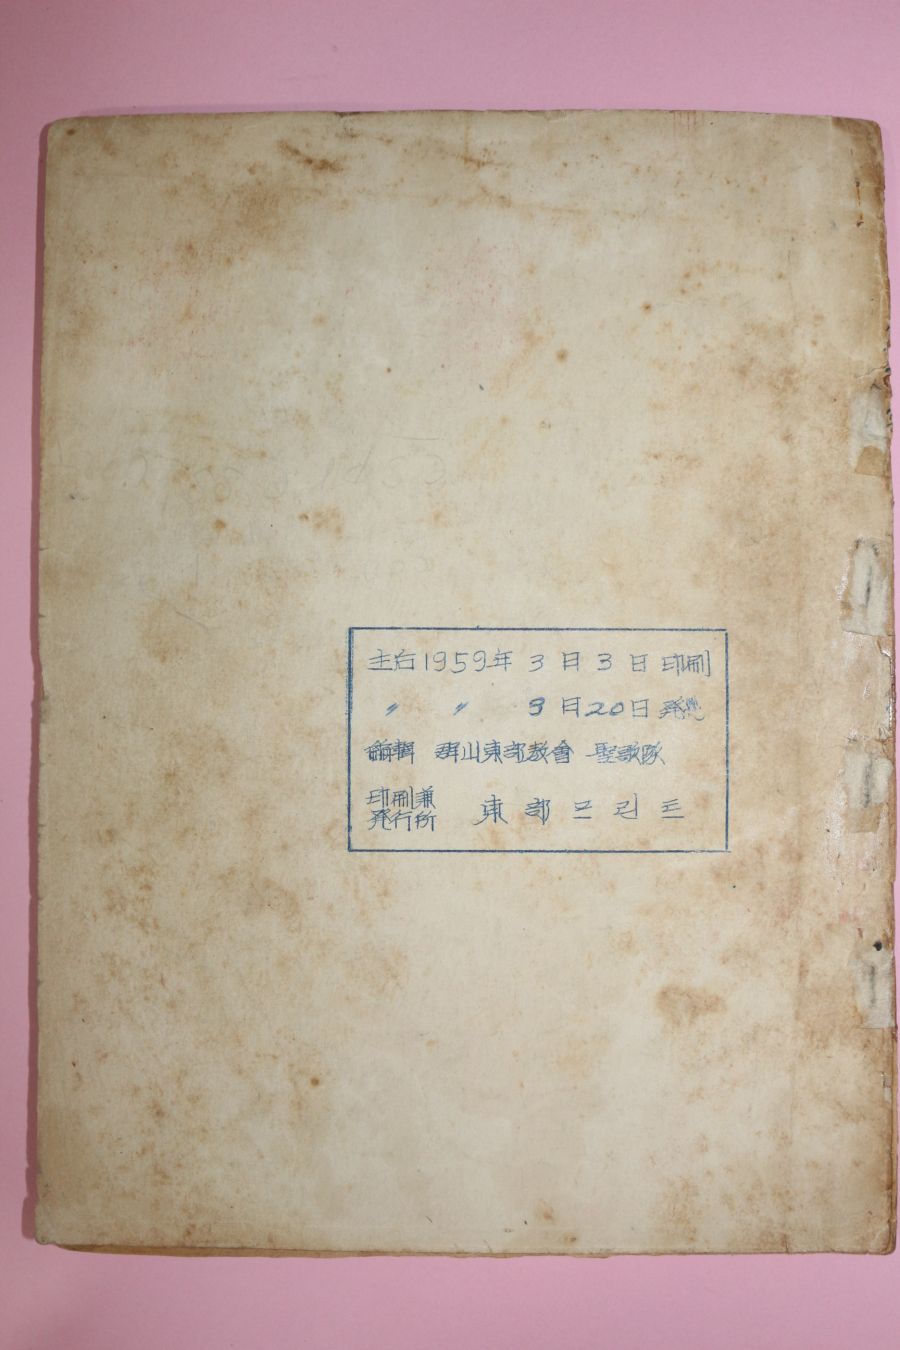 主后1959年 3月3日 印刷
〃 〃 3月20日 発
編輯 群山東部教會 聖歌隊
印刷兼
発行所 東部프린트